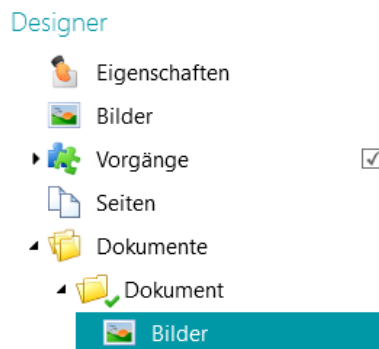 Designer
Eigenschaften
Bilder
Vorgänge
Seiten
Dokumente
Dokument
Bilder